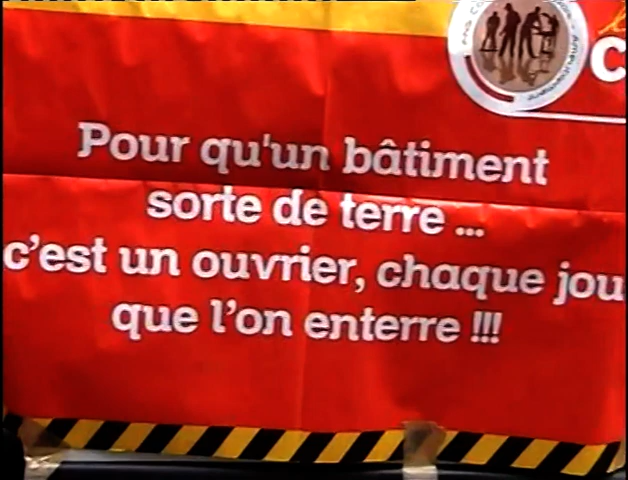 C
Pour qu'un bâtiment
sorte de terre ...
c'est un ouvrier, chaque jou
que l'on enterre !!!